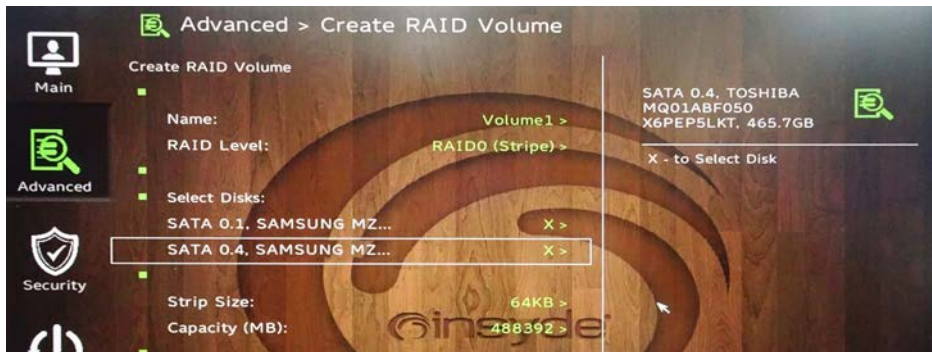 Advanced > Create RAID Volume
Main
Advanced
Security
Create RAID Volume
Name: Volume1 >
RAID Level: RAID0 (Stripe) >
Select Disks:
SATA 0.1, SAMSUNG MZ... X >
SATA 0.4, SAMSUNG MZ... X >
Strip Size: 64KB >
Capacity (MB): 488392 >
insyde
SATA 0.4, TOSHIBA
MQ01ABF050
X6PEP5LKT, 465.7GB
X - to Select Disk